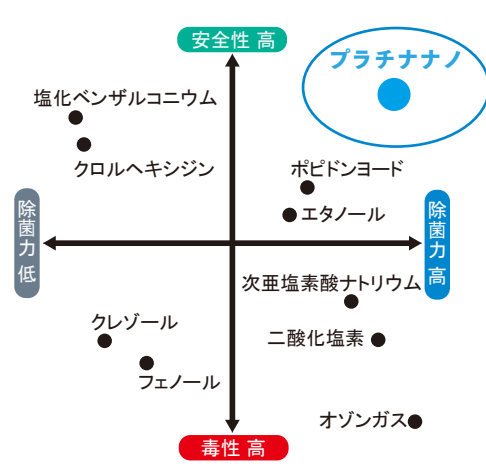 安全性 高
プラチナナノ
塩化ベンザルコニウム
クロルヘキシジン
ポピドンヨード
エタノール
除菌力 低
除菌力 高
次亜塩素酸ナトリウム
クレゾール
二酸化塩素
フェノール
オゾンガス
毒性 高